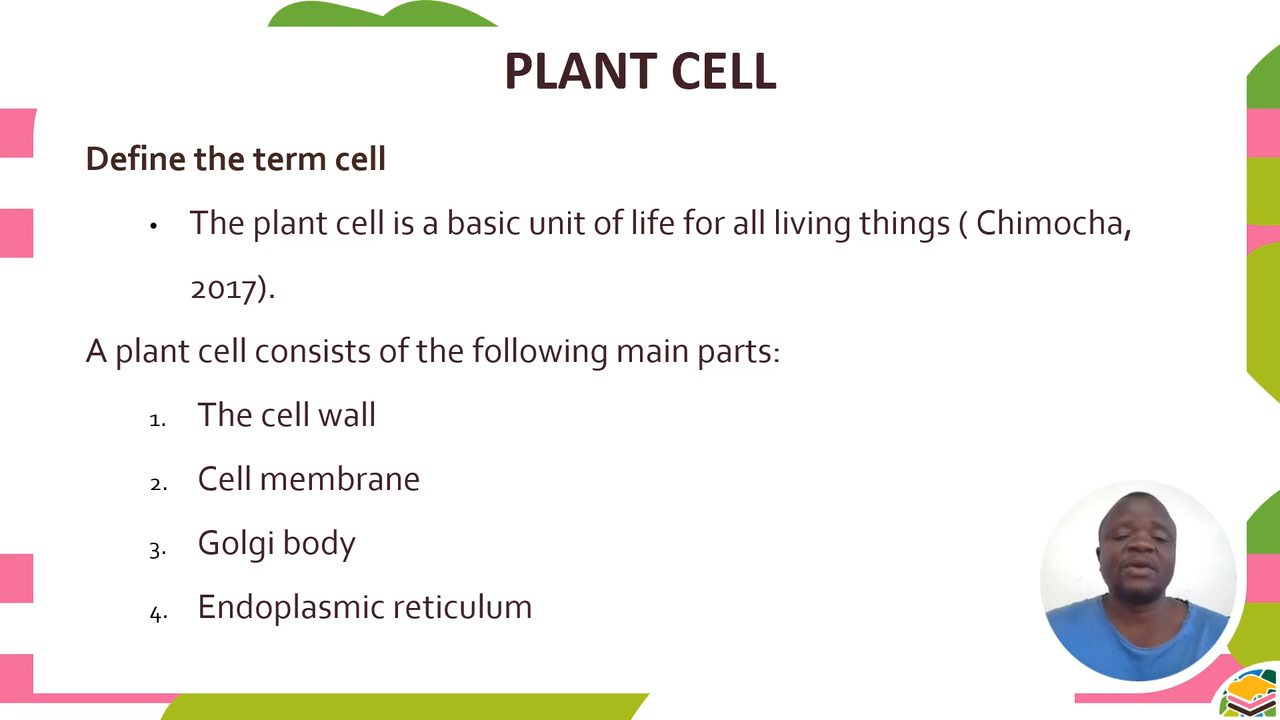 PLANT CELL
Define the term cell
• The plant cell is a basic unit of life for all living things ( Chimocha,
2017).
A plant cell consists of the following main parts:
1. The cell wall
2. Cell membrane
3. Golgi body
4. Endoplasmic reticulum